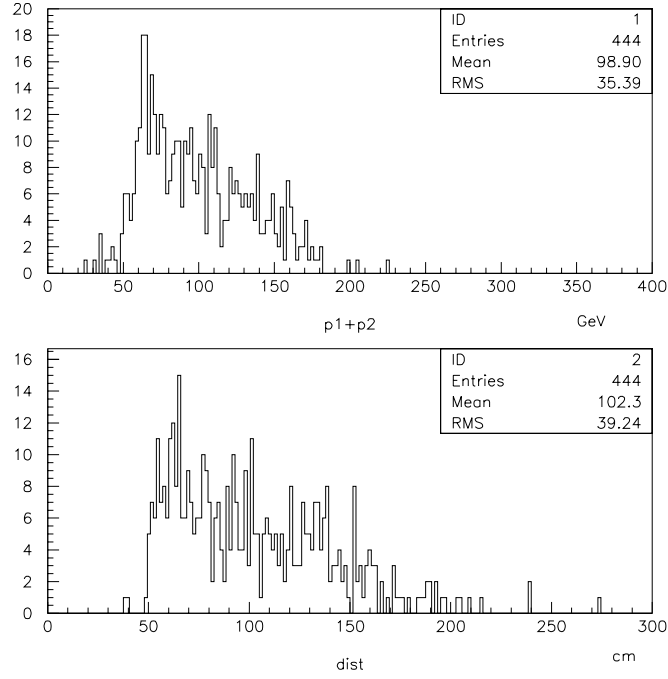 20
18
16
14
12
10
8
6
4
2
0
ID 1
Entries 444
Mean 98.90
RMS 35.39
0 50 100 150 200 250 300 350 400
p1+p2 GeV
16
14
12
10
8
6
4
2
0
ID 2
Entries 444
Mean 102.3
RMS 39.24
0 50 100 150 200 250 300
dist cm